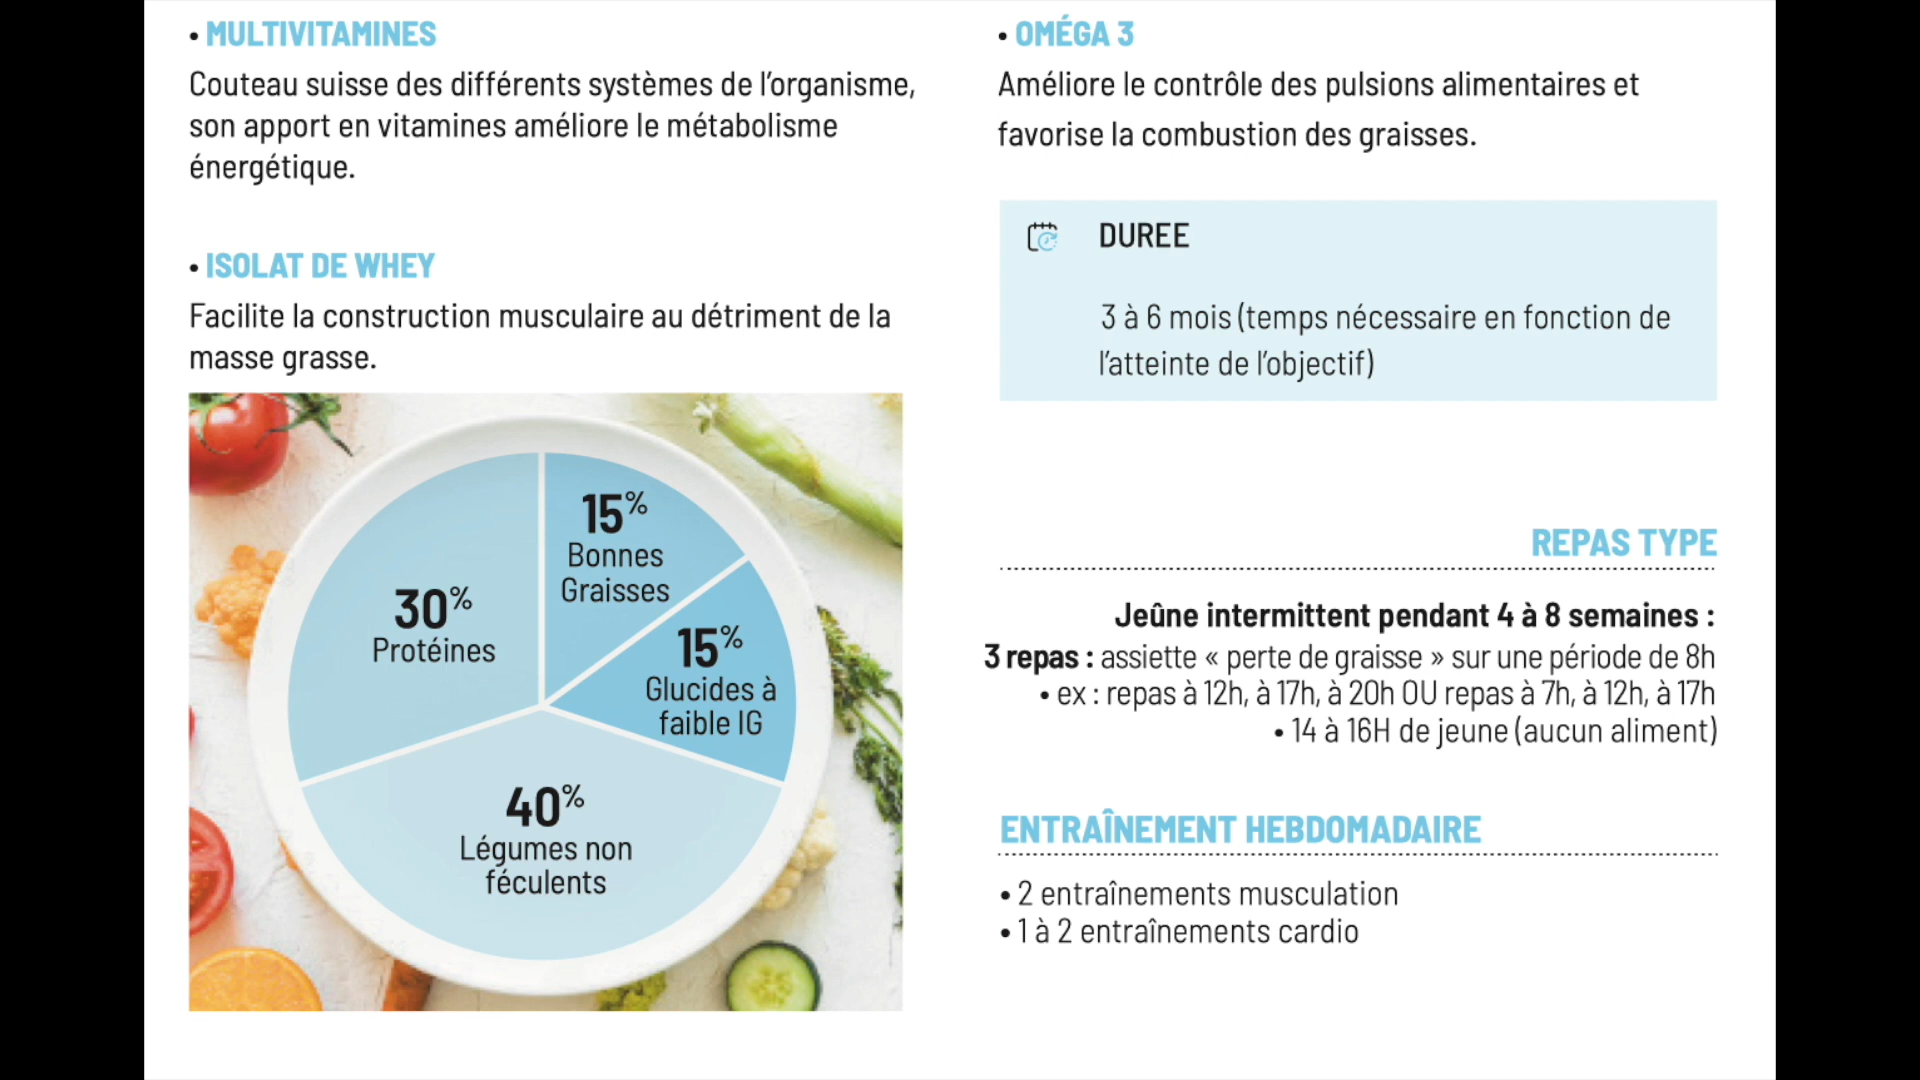 • MULTIVITAMINES
Couteau suisse des différents systèmes de l’organisme,
son apport en vitamines améliore le métabolisme
énergétique.
• ISOLAT DE WHEY
Facilite la construction musculaire au détriment de la
masse grasse.
15%
Bonnes
Graisses
30%
Protéines
15%
Glucides à
faible IG
40%
Légumes non
féculents
• OMÉGA 3
Améliore le contrôle des pulsions alimentaires et
favorise la combustion des graisses.
DUREE
3 à 6 mois (temps nécessaire en fonction de
l’atteinte de l’objectif)
REPAS TYPE
Jeûne intermittent pendant 4 à 8 semaines :
3 repas : assiette « perte de graisse » sur une période de 8h
• ex : repas à 12h, à 17h, à 20h OU repas à 7h, à 12h, à 17h
• 14 à 16H de jeune (aucun aliment)
ENTRAÎNEMENT HEBDOMADAIRE
• 2 entraînements musculation
• 1 à 2 entraînements cardio